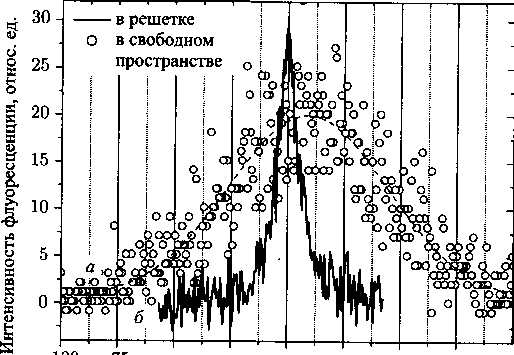 Интенсивность флуоресценции, относ. ед.
30
25
20
15
10
5
0
в решетке
в свободном
пространстве
а
б